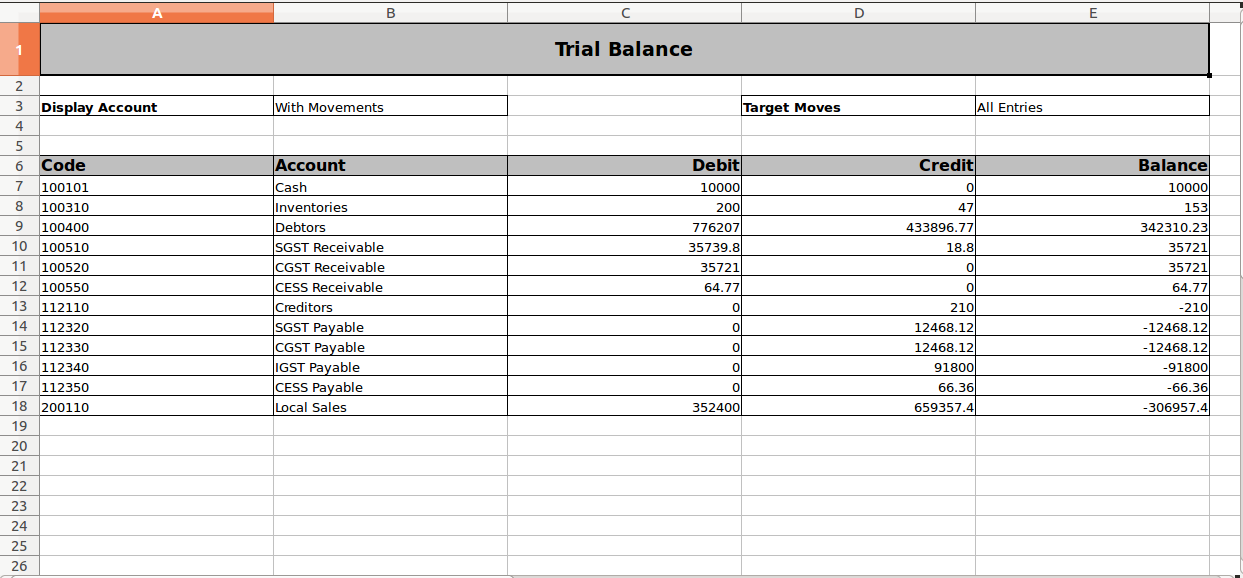 A B C D E
1 Trial Balance
2
3 Display Account With Movements Target Moves All Entries
4
5
6 Code Account Debit Credit Balance
7 100101 Cash 10000 0 10000
8 100310 Inventories 200 47 153
9 100400 Debtors 776207 433896.77 342310.23
10 100510 SGST Receivable 35739.8 18.8 35721
11 100520 CGST Receivable 35721 0 35721
12 100550 CESS Receivable 64.77 0 64.77
13 112110 Creditors 0 210 -210
14 112320 SGST Payable 0 12468.12 -12468.12
15 112330 CGST Payable 0 12468.12 -12468.12
16 112340 IGST Payable 0 91800 -91800
17 112350 CESS Payable 0 66.36 -66.36
18 200110 Local Sales 352400 659357.4 -306957.4
19
20
21
22
23
24
25
26